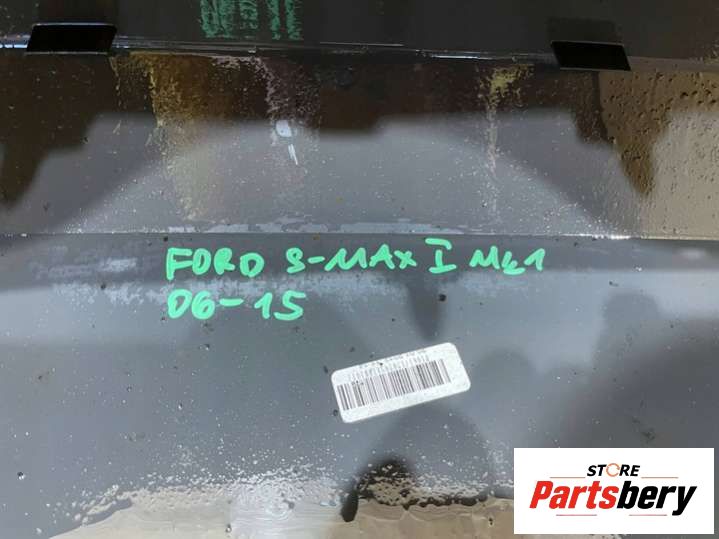 FORD S-MAX I MK1
06-15
STORE
Partsbery